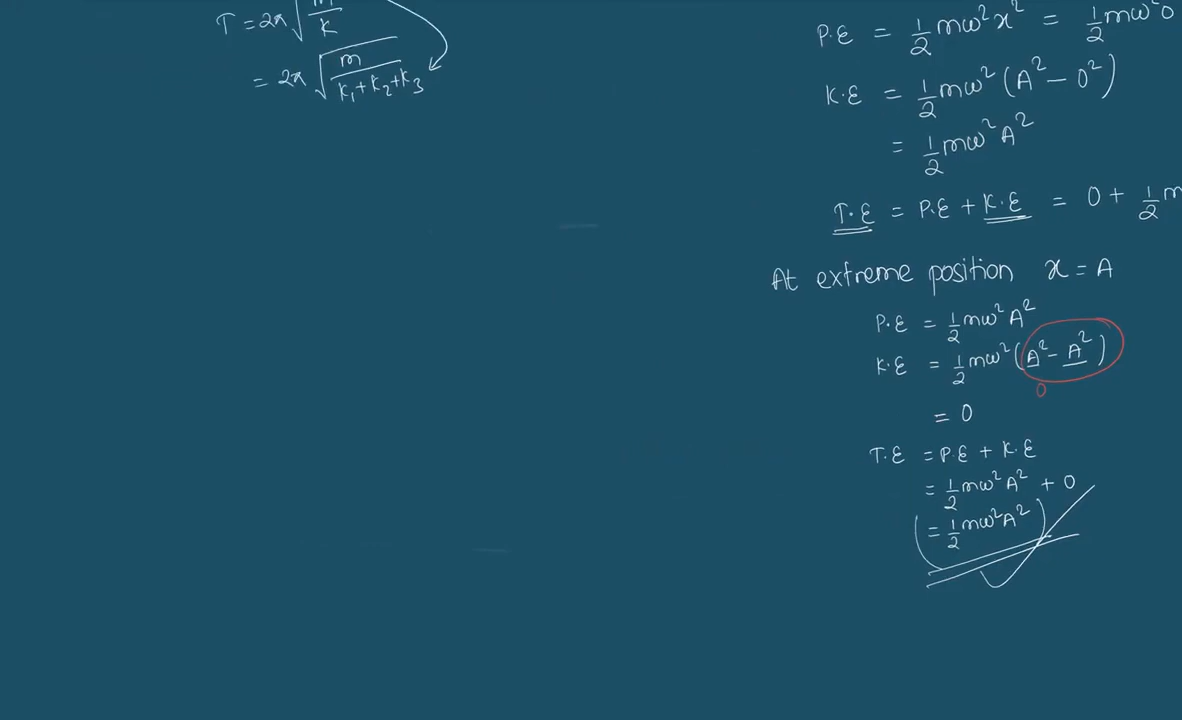 T = 2π√(m/k)
= 2π√(m/(k₁+k₂+k₃))
P.E = 1/2 mω²x² = 1/2 mω²0
K.E = 1/2 mω²(A² − 0²)
= 1/2 mω²A²
T.E = P.E + K.E = 0 + 1/2 m
At extreme position x = A
P.E = 1/2 mω²A²
K.E = 1/2 mω²(A² − A²)
0
= 0
T.E = P.E + K.E
= 1/2 mω²A² + 0
(= 1/2 mω²A²)